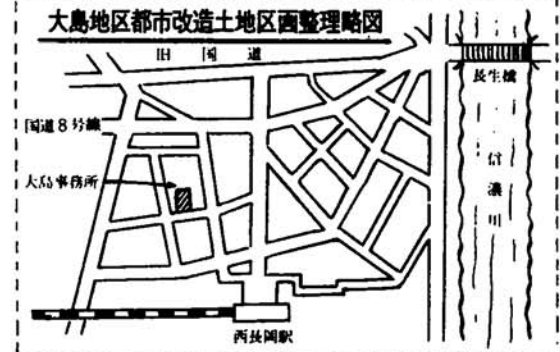 大島地区都市改造土地区画整理略図
旧国道
長生橋
国道8号線
大島事務所
信濃川
西長岡駅